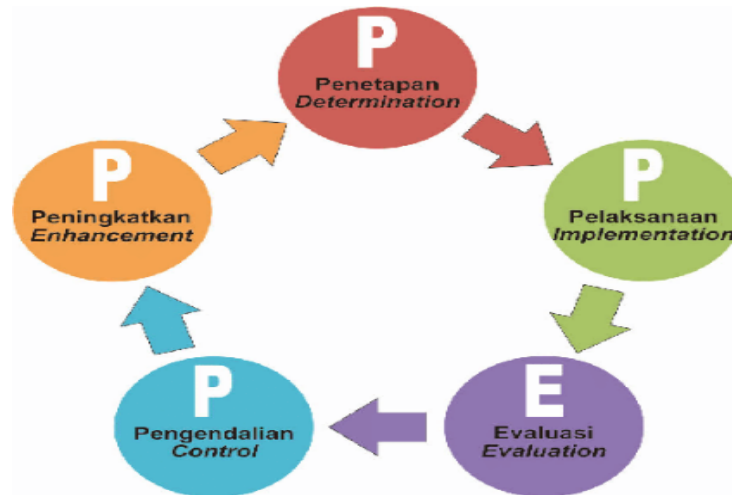 P
Penetapan
Determination
P
Pelaksanaan
Implementation
E
Evaluasi
Evaluation
P
Pengendalian
Control
P
Peningkatkan
Enhancement